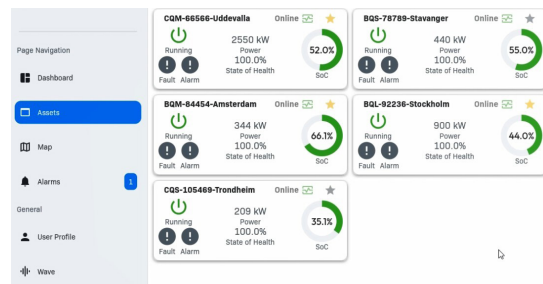 Page Navigation
Dashboard
Assets
Map
Alarms 1
General
User Profile
Wave
CQM-66566-Uddevalla Online
Running
Fault Alarm
2550 kW
Power
100.0%
State of Health
52.0%
SoC
BQS-78789-Stavanger Online
Running
Fault Alarm
440 kW
Power
100.0%
State of Health
55.0%
SoC
BQM-84454-Amsterdam Online
Running
Fault Alarm
344 kW
Power
100.0%
State of Health
66.1%
SoC
BQL-92236-Stockholm Online
Running
Fault Alarm
900 kW
Power
100.0%
State of Health
44.0%
SoC
CQS-105469-Trondheim Online
Running
Fault Alarm
209 kW
Power
100.0%
State of Health
35.1%
SoC